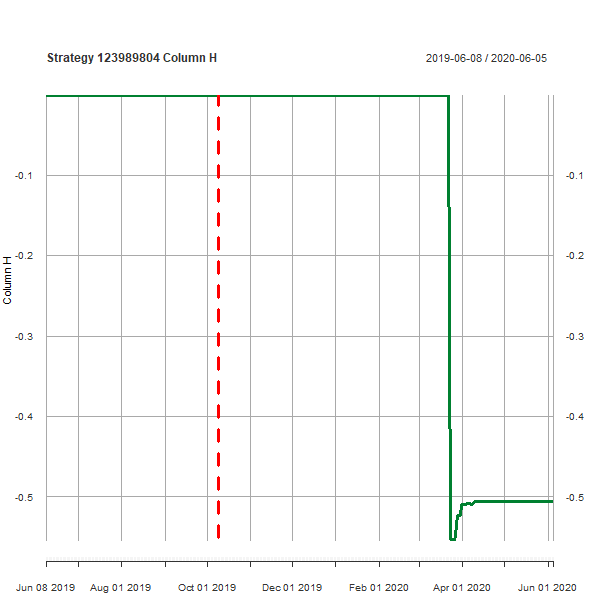 Strategy 123989804 Column H
2019-06-08 / 2020-06-05
-0.1
-0.1
-0.2
-0.2
Column H
-0.3
-0.3
-0.4
-0.4
-0.5
-0.5
Jun 08 2019
Aug 01 2019
Oct 01 2019
Dec 01 2019
Feb 01 2020
Apr 01 2020
Jun 01 2020